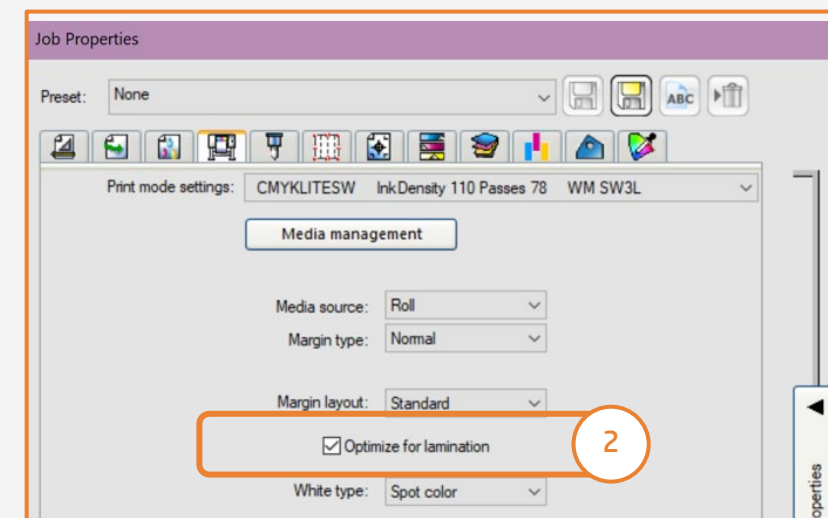 Job Properties
Preset: None
ABC
Print mode settings: CMYKLITESW InkDensity 110 Passes 78 WM SW3L
Media management
Media source: Roll
Margin type: Normal
Margin layout: Standard
Optimize for lamination
2
White type: Spot color